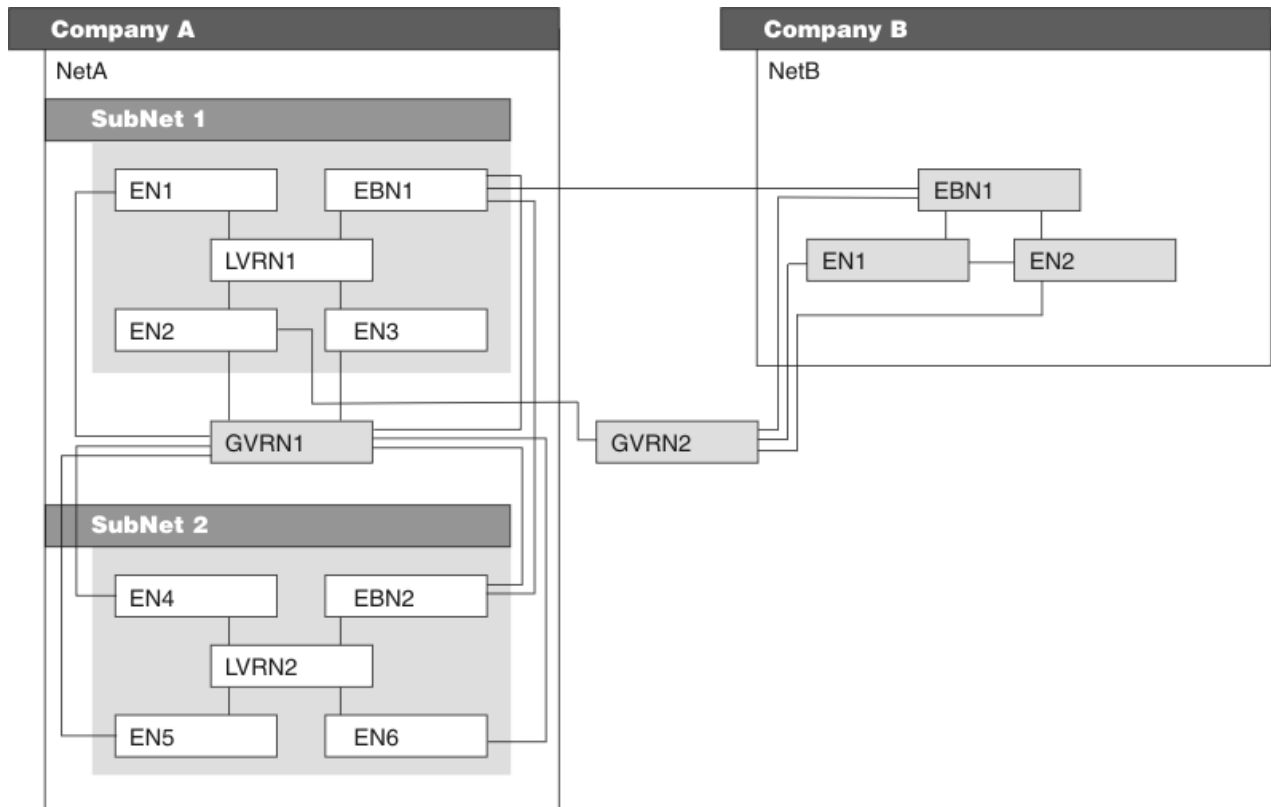 Company A
NetA
SubNet 1
EN1
EBN1
LVRN1
EN2
EN3
GVRN1
SubNet 2
EN4
EBN2
LVRN2
EN5
EN6
GVRN2
Company B
NetB
EBN1
EN1
EN2